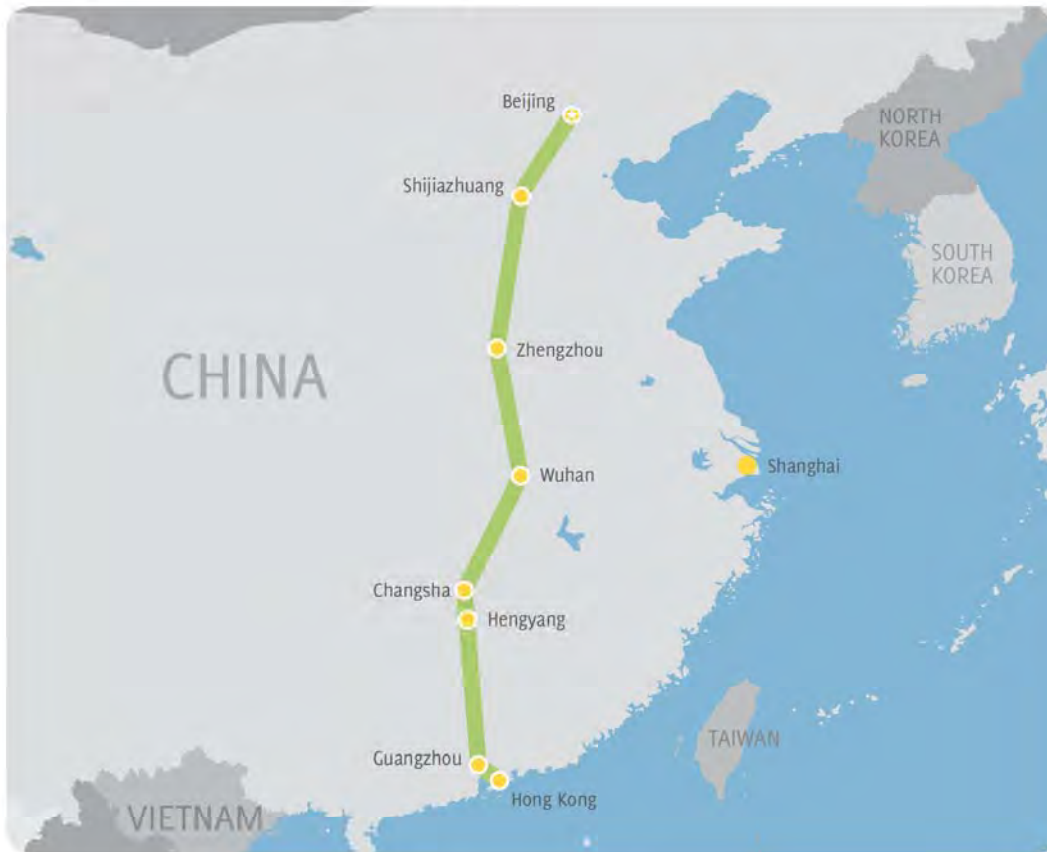 Beijing
NORTH
KOREA
Shijiazhuang
SOUTH
KOREA
Zhengzhou
CHINA
Shanghai
Wuhan
Changsha
Hengyang
TAIWAN
Guangzhou
Hong Kong
VIETNAM